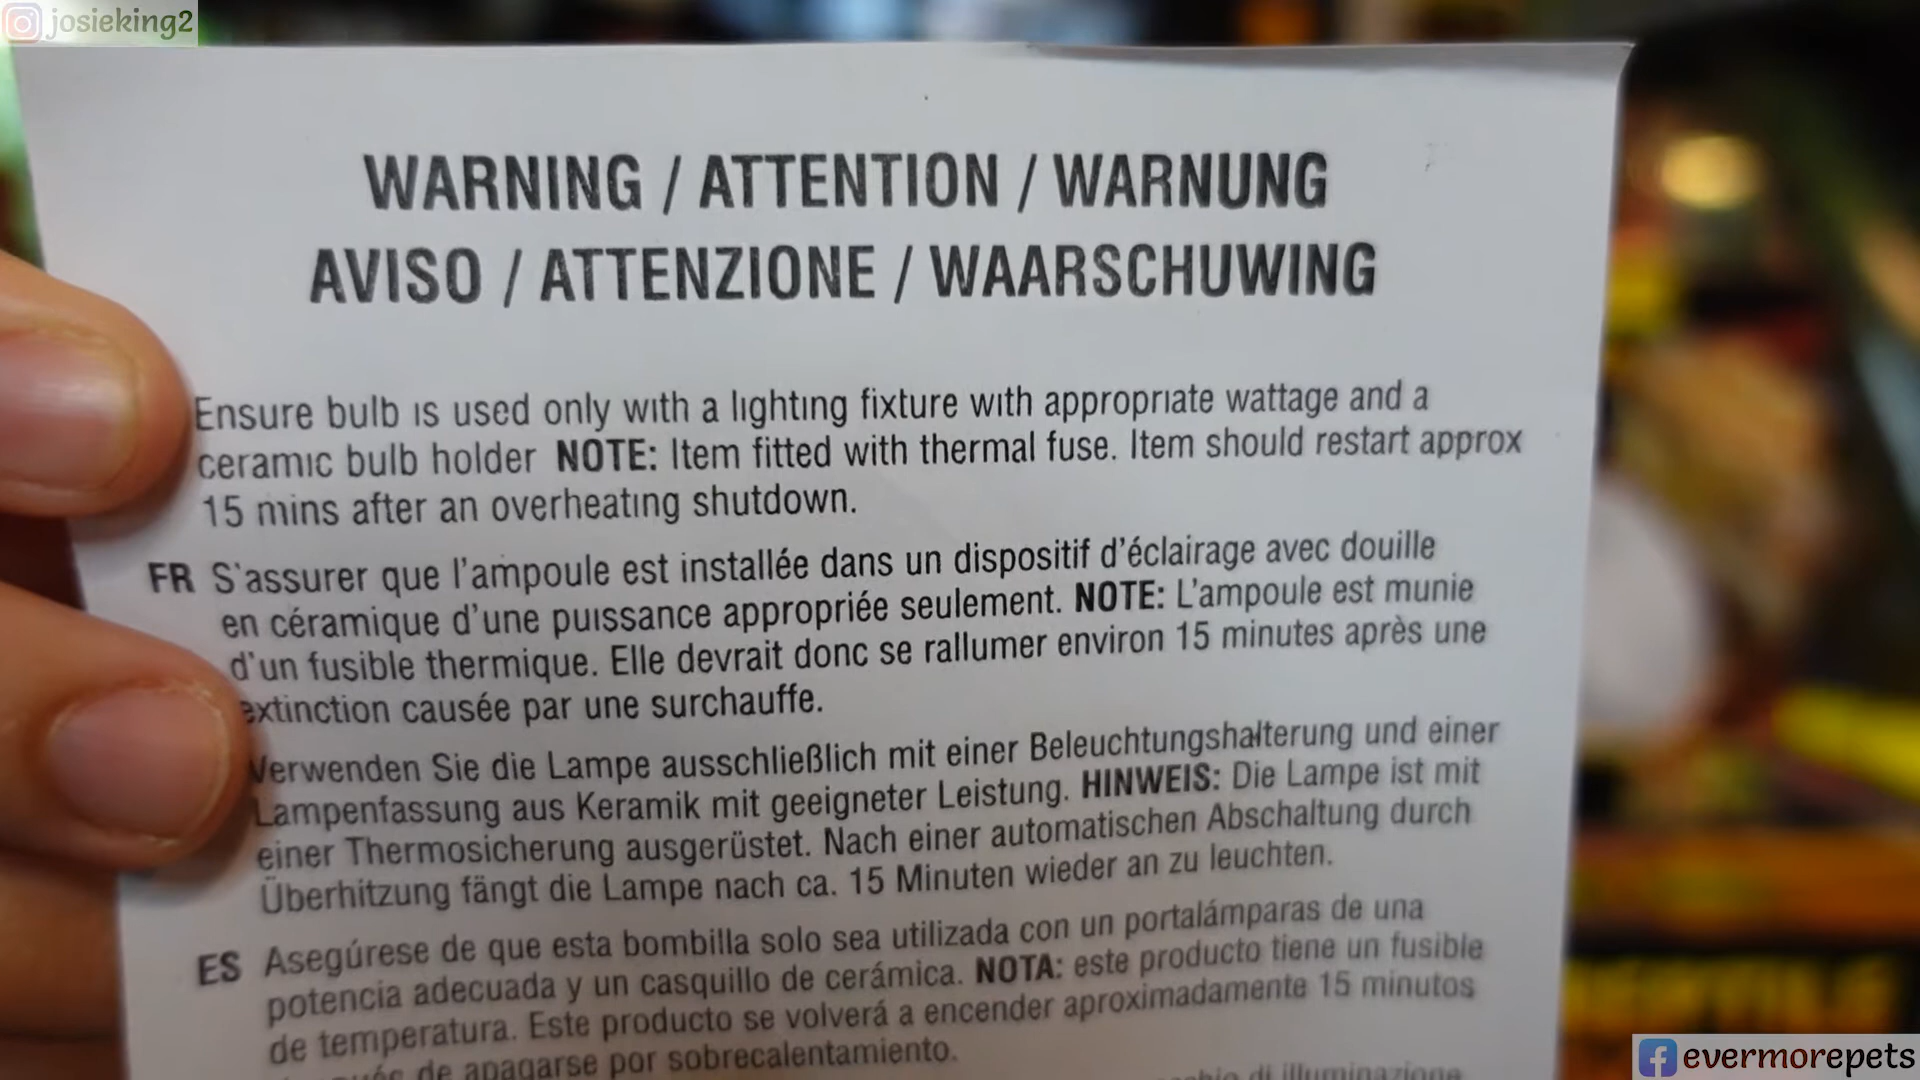 josieking2
WARNING / ATTENTION / WARNUNG
AVISO / ATTENZIONE / WAARSCHUWING
Ensure bulb is used only with a lighting fixture with appropriate wattage and a
ceramic bulb holder NOTE: Item fitted with thermal fuse. Item should restart approx
15 mins after an overheating shutdown.
FR S'assurer que l'ampoule est installée dans un dispositif d'éclairage avec douille
en céramique d'une puissance appropriée seulement. NOTE: L'ampoule est munie
d'un fusible thermique. Elle devrait donc se rallumer environ 15 minutes après une
extinction causée par une surchauffe.
Verwenden Sie die Lampe ausschließlich mit einer Beleuchtungshalterung und einer
Lampenfassung aus Keramik mit geeigneter Leistung. HINWEIS: Die Lampe ist mit
einer Thermosicherung ausgerüstet. Nach einer automatischen Abschaltung durch
Überhitzung fängt die Lampe nach ca. 15 Minuten wieder an zu leuchten.
ES Asegúrese de que esta bombilla solo sea utilizada con un portalámparas de una
potencia adecuada y un casquillo de cerámica. NOTA: este producto tiene un fusible
de temperatura. Este producto se volverá a encender aproximadamente 15 minutos
de apagarse por sobrecalentamiento.
di illuminazione
evermorepets